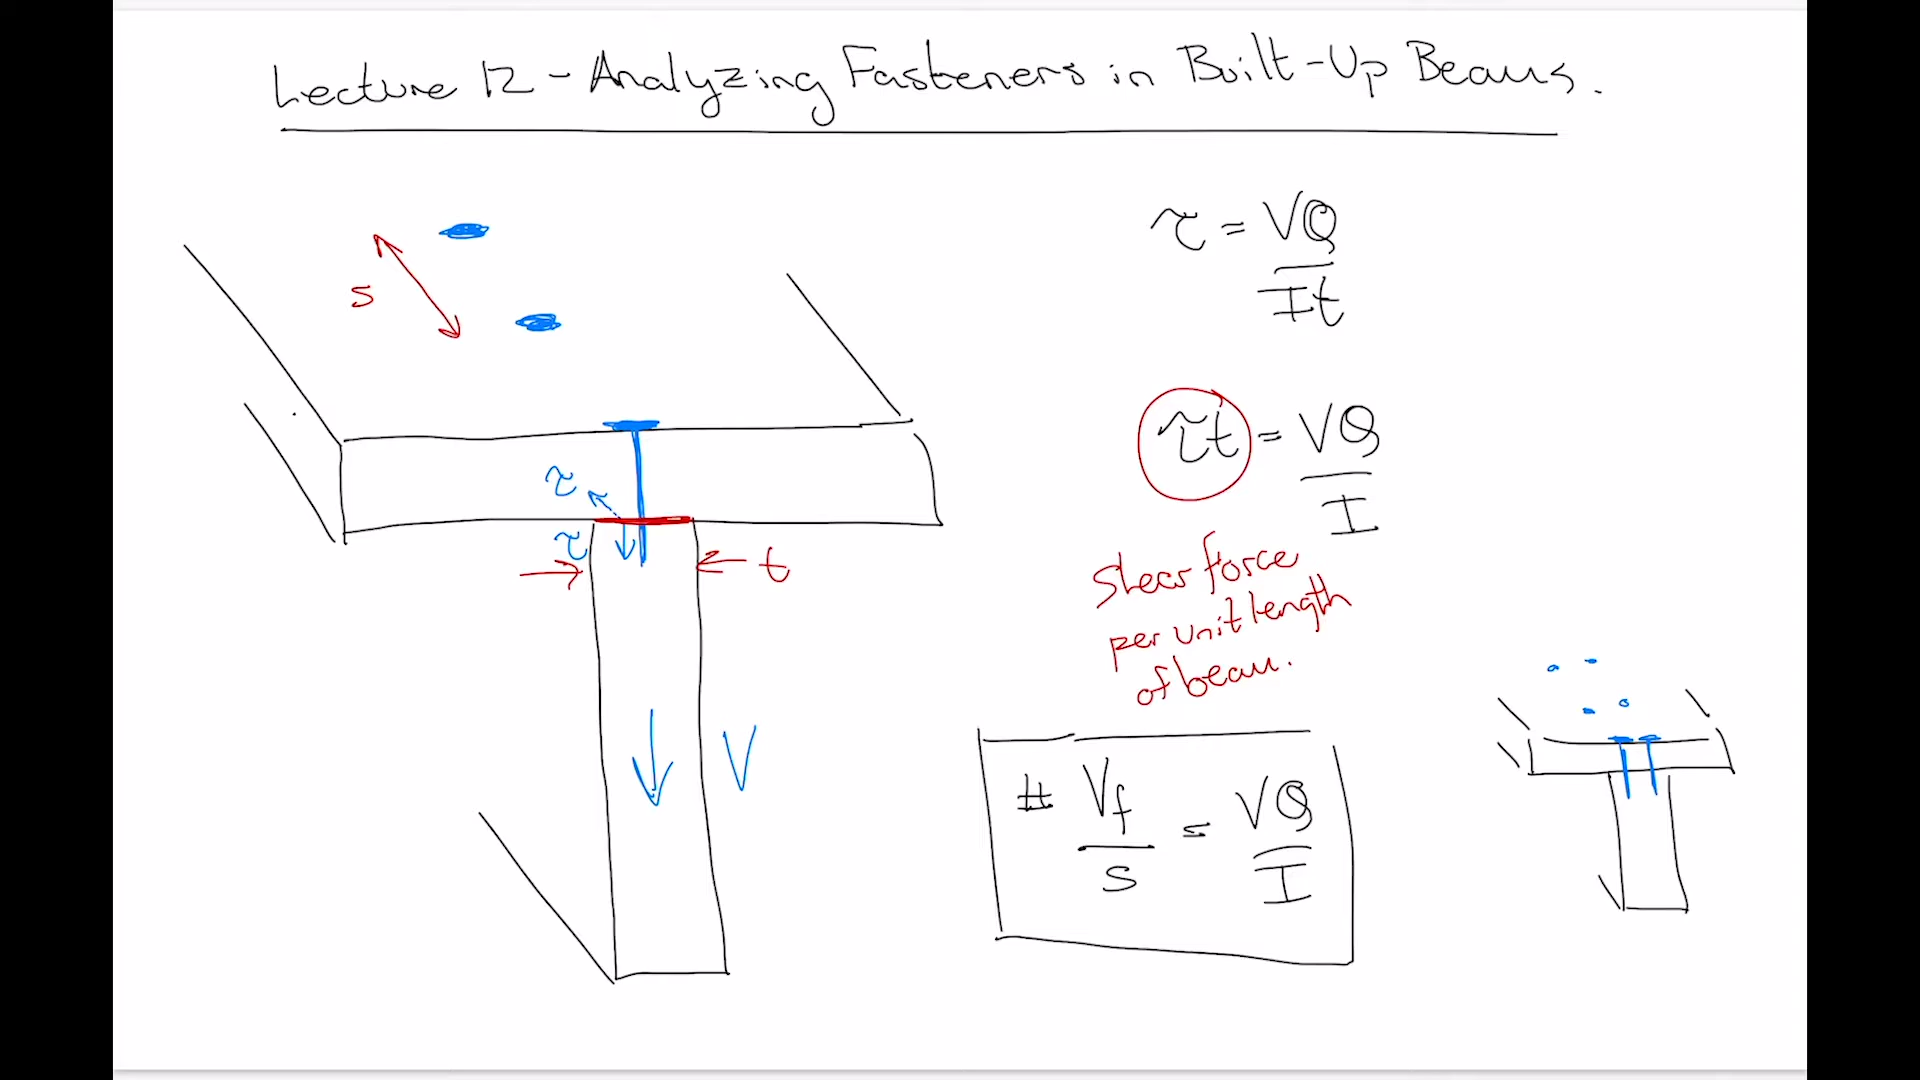 Lecture 12 - Analyzing Fasteners in Built-Up Beams.
s
τ
τ
t
V
τ = VQ
It
τt = VQ
I
Shear force
per unit length
of beam.
# Vf = VQ
s I